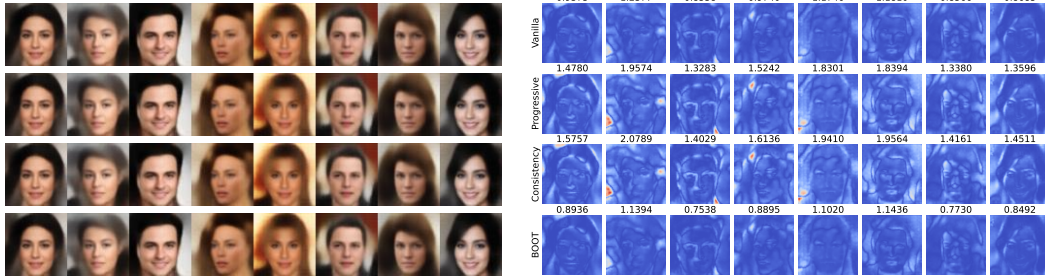 Vanilla
1.4780 1.9574 1.3283 1.5242 1.8301 1.8394 1.3380 1.3596
Progressive
1.5757 2.0789 1.4029 1.6136 1.9410 1.9564 1.4161 1.4511
Consistency
0.8936 1.1394 0.7538 0.8895 1.1020 1.1436 0.7730 0.8492
BOOT